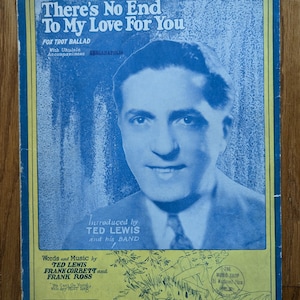 There's No End
To My Love For You
FOX TROT BALLAD
With Ukulele
Accompaniment
introduced by
TED LEWIS
and his BAND
Words and Music by
TED LEWIS
FRANK CORBETT and
FRANK ROSS